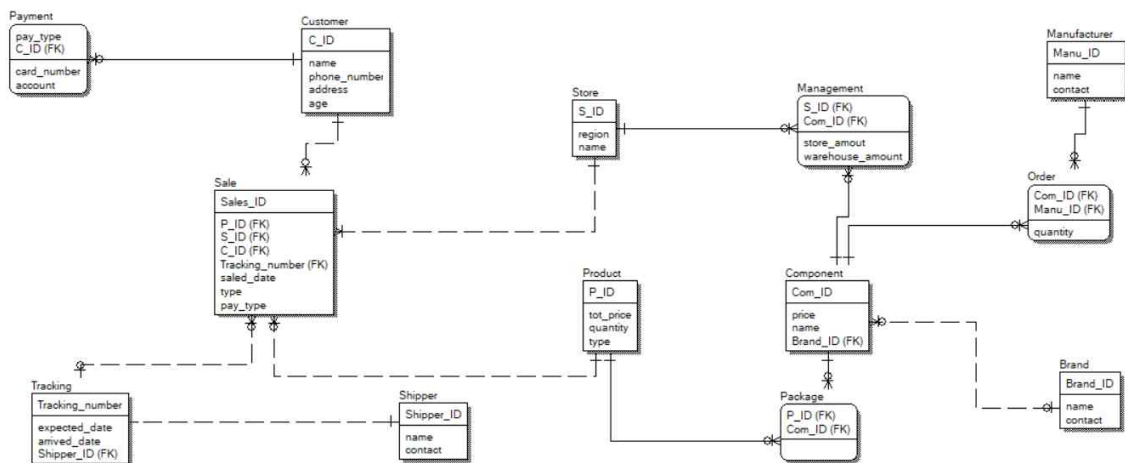 Payment
pay_type
C_ID (FK)
card_number
account
Customer
C_ID
name
phone_number
address
age
Store
S_ID
region
name
Management
S_ID (FK)
Com_ID (FK)
store_amout
warehouse_amount
Manufacturer
Manu_ID
name
contact
Sale
Sales_ID
P_ID (FK)
S_ID (FK)
C_ID (FK)
Tracking_number (FK)
saled_date
type
pay_type
Order
Com_ID (FK)
Manu_ID (FK)
quantity
Product
P_ID
tot_price
quantity
type
Component
Com_ID
price
name
Brand_ID (FK)
Tracking
Tracking_number
expected_date
arrived_date
Shipper_ID (FK)
Shipper
Shipper_ID
name
contact
Package
P_ID (FK)
Com_ID (FK)
Brand
Brand_ID
name
contact